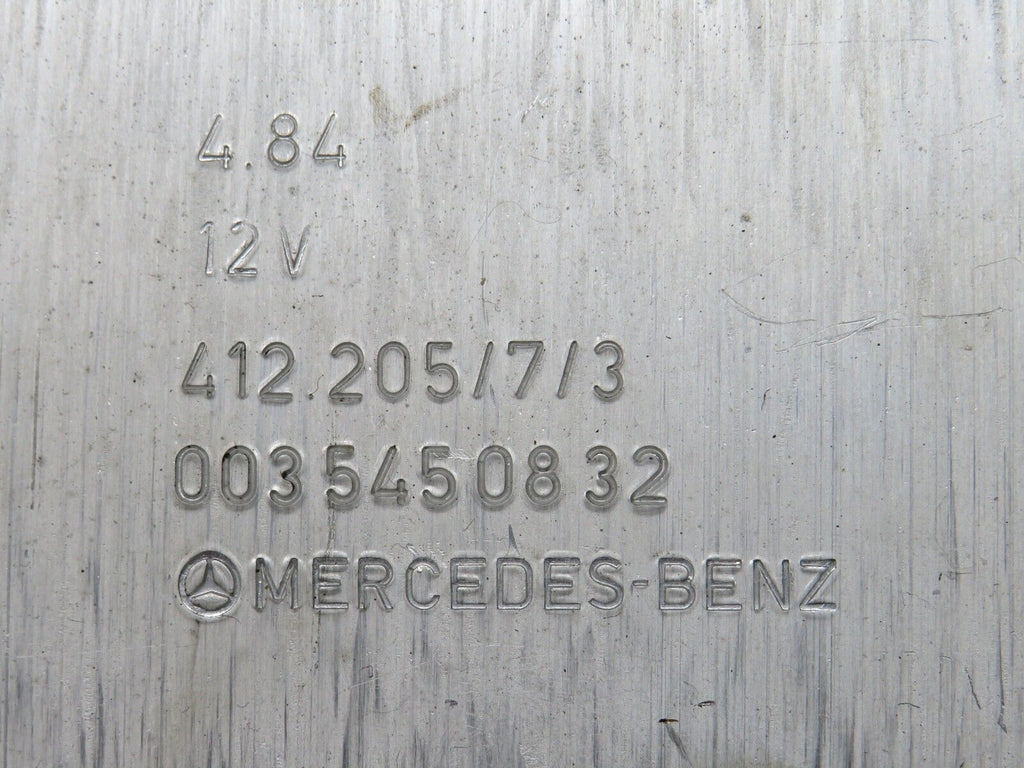 4.84
12V
412.205/7/3
003 545 08 32
MERCEDES-BENZ